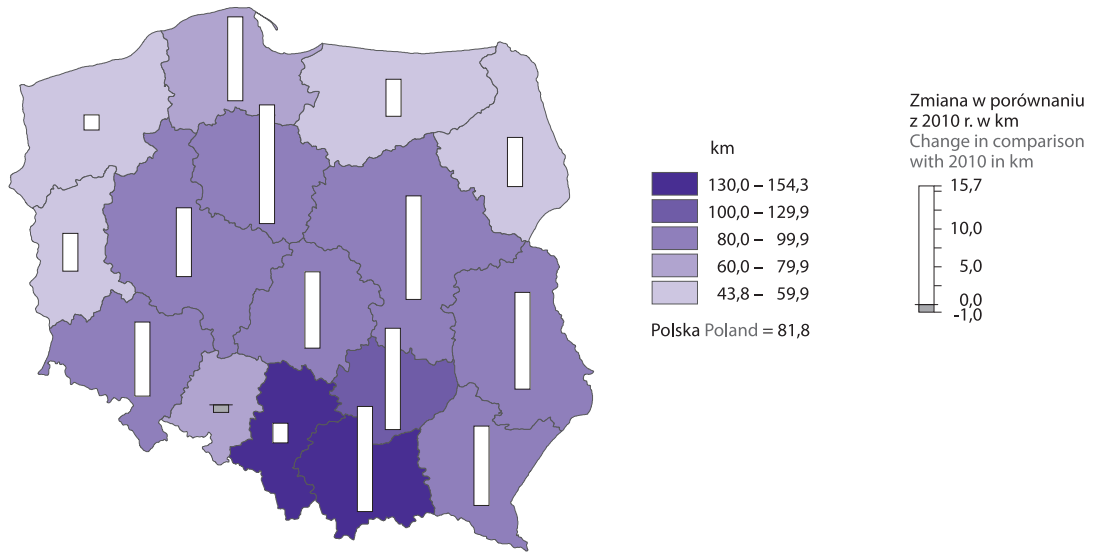 km
130,0 – 154,3
100,0 – 129,9
80,0 – 99,9
60,0 – 79,9
43,8 – 59,9
Polska Poland = 81,8
Zmiana w porównaniu
z 2010 r. w km
Change in comparison
with 2010 in km
15,7
10,0
5,0
0,0
-1,0